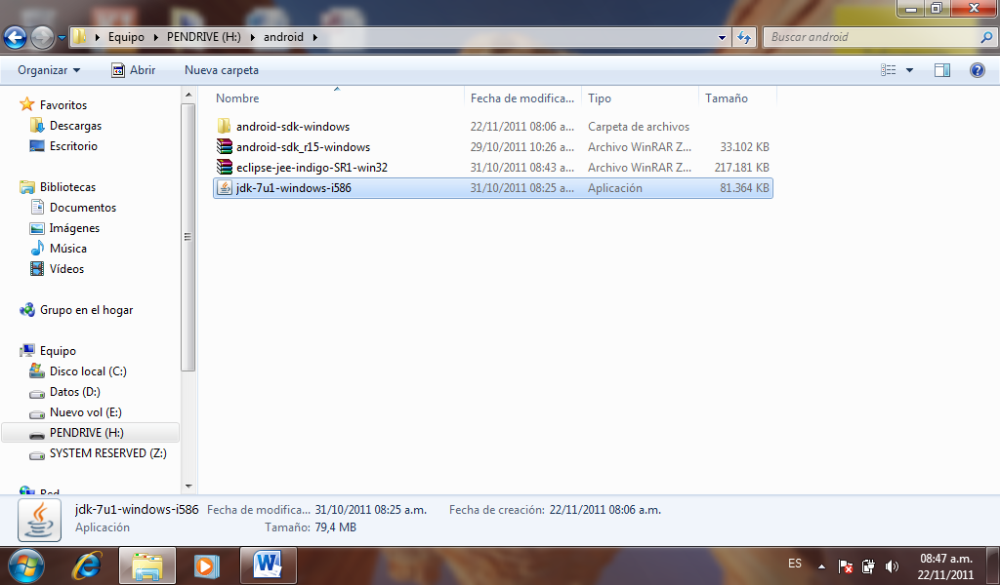 Equipo PENDRIVE (H:) android
Buscar android
Organizar Abrir Nueva carpeta
Nombre Fecha de modifica... Tipo Tamaño
android-sdk-windows 22/11/2011 08:06 a... Carpeta de archivos
android-sdk_r15-windows 29/10/2011 10:26 a... Archivo WinRAR Z... 33.102 KB
eclipse-jee-indigo-SR1-win32 31/10/2011 08:43 a... Archivo WinRAR Z... 217.181 KB
jdk-7u1-windows-i586 31/10/2011 08:25 a... Aplicación 81.364 KB
Favoritos
Descargas
Escritorio
Bibliotecas
Documentos
Imágenes
Música
Vídeos
Grupo en el hogar
Equipo
Disco local (C:)
Datos (D:)
Nuevo vol (E:)
PENDRIVE (H:)
SYSTEM RESERVED (Z:)
Red
jdk-7u1-windows-i586 Fecha de modifica... 31/10/2011 08:25 a.m. Fecha de creación: 22/11/2011 08:06 a.m.
Aplicación Tamaño: 79,4 MB
ES
08:47 a.m.
22/11/2011